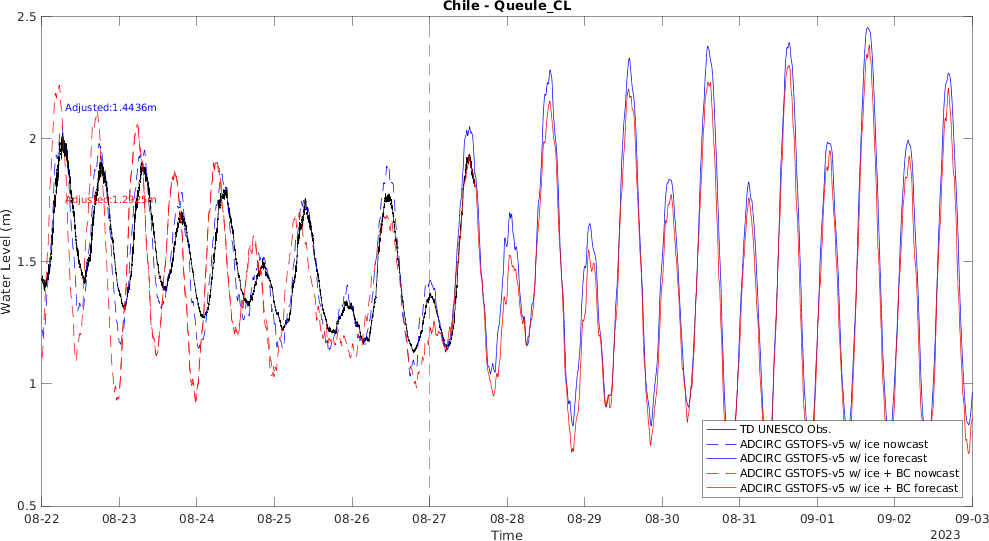 Chile - Queule_CL
2.5
2
1.5
1
0.5
Water Level (m)
Adjusted:1.4436m
Adjusted:1.2925m
TD UNESCO Obs.
ADCIRC GSTOFS-v5 w/ ice nowcast
ADCIRC GSTOFS-v5 w/ ice forecast
ADCIRC GSTOFS-v5 w/ ice + BC nowcast
ADCIRC GSTOFS-v5 w/ ice + BC forecast
08-22 08-23 08-24 08-25 08-26 08-27 08-28 08-29 08-30 08-31 09-01 09-02 09-03
Time
2023